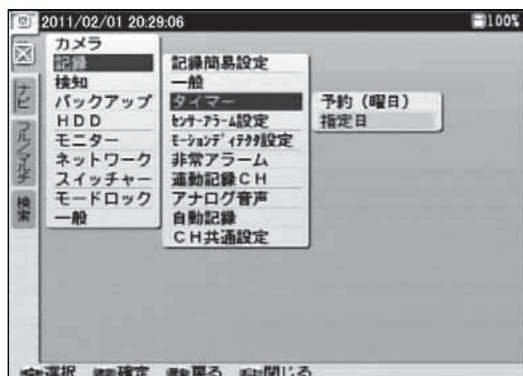 2011/02/01 20:29:06 100%
カメラ
記録
検知
バックアップ
HDD
モニター
ネットワーク
スイッチャー
モードロック
一般
記録簡易設定
一般
タイマー
センサーアラーム設定
モーションディテクタ設定
非常アラーム
連動記録CH
アナログ音声
自動記録
CH共通設定
予約（曜日）
指定日
ナビ
フル/マルチ
検索
選択 確定 戻る 閉じる